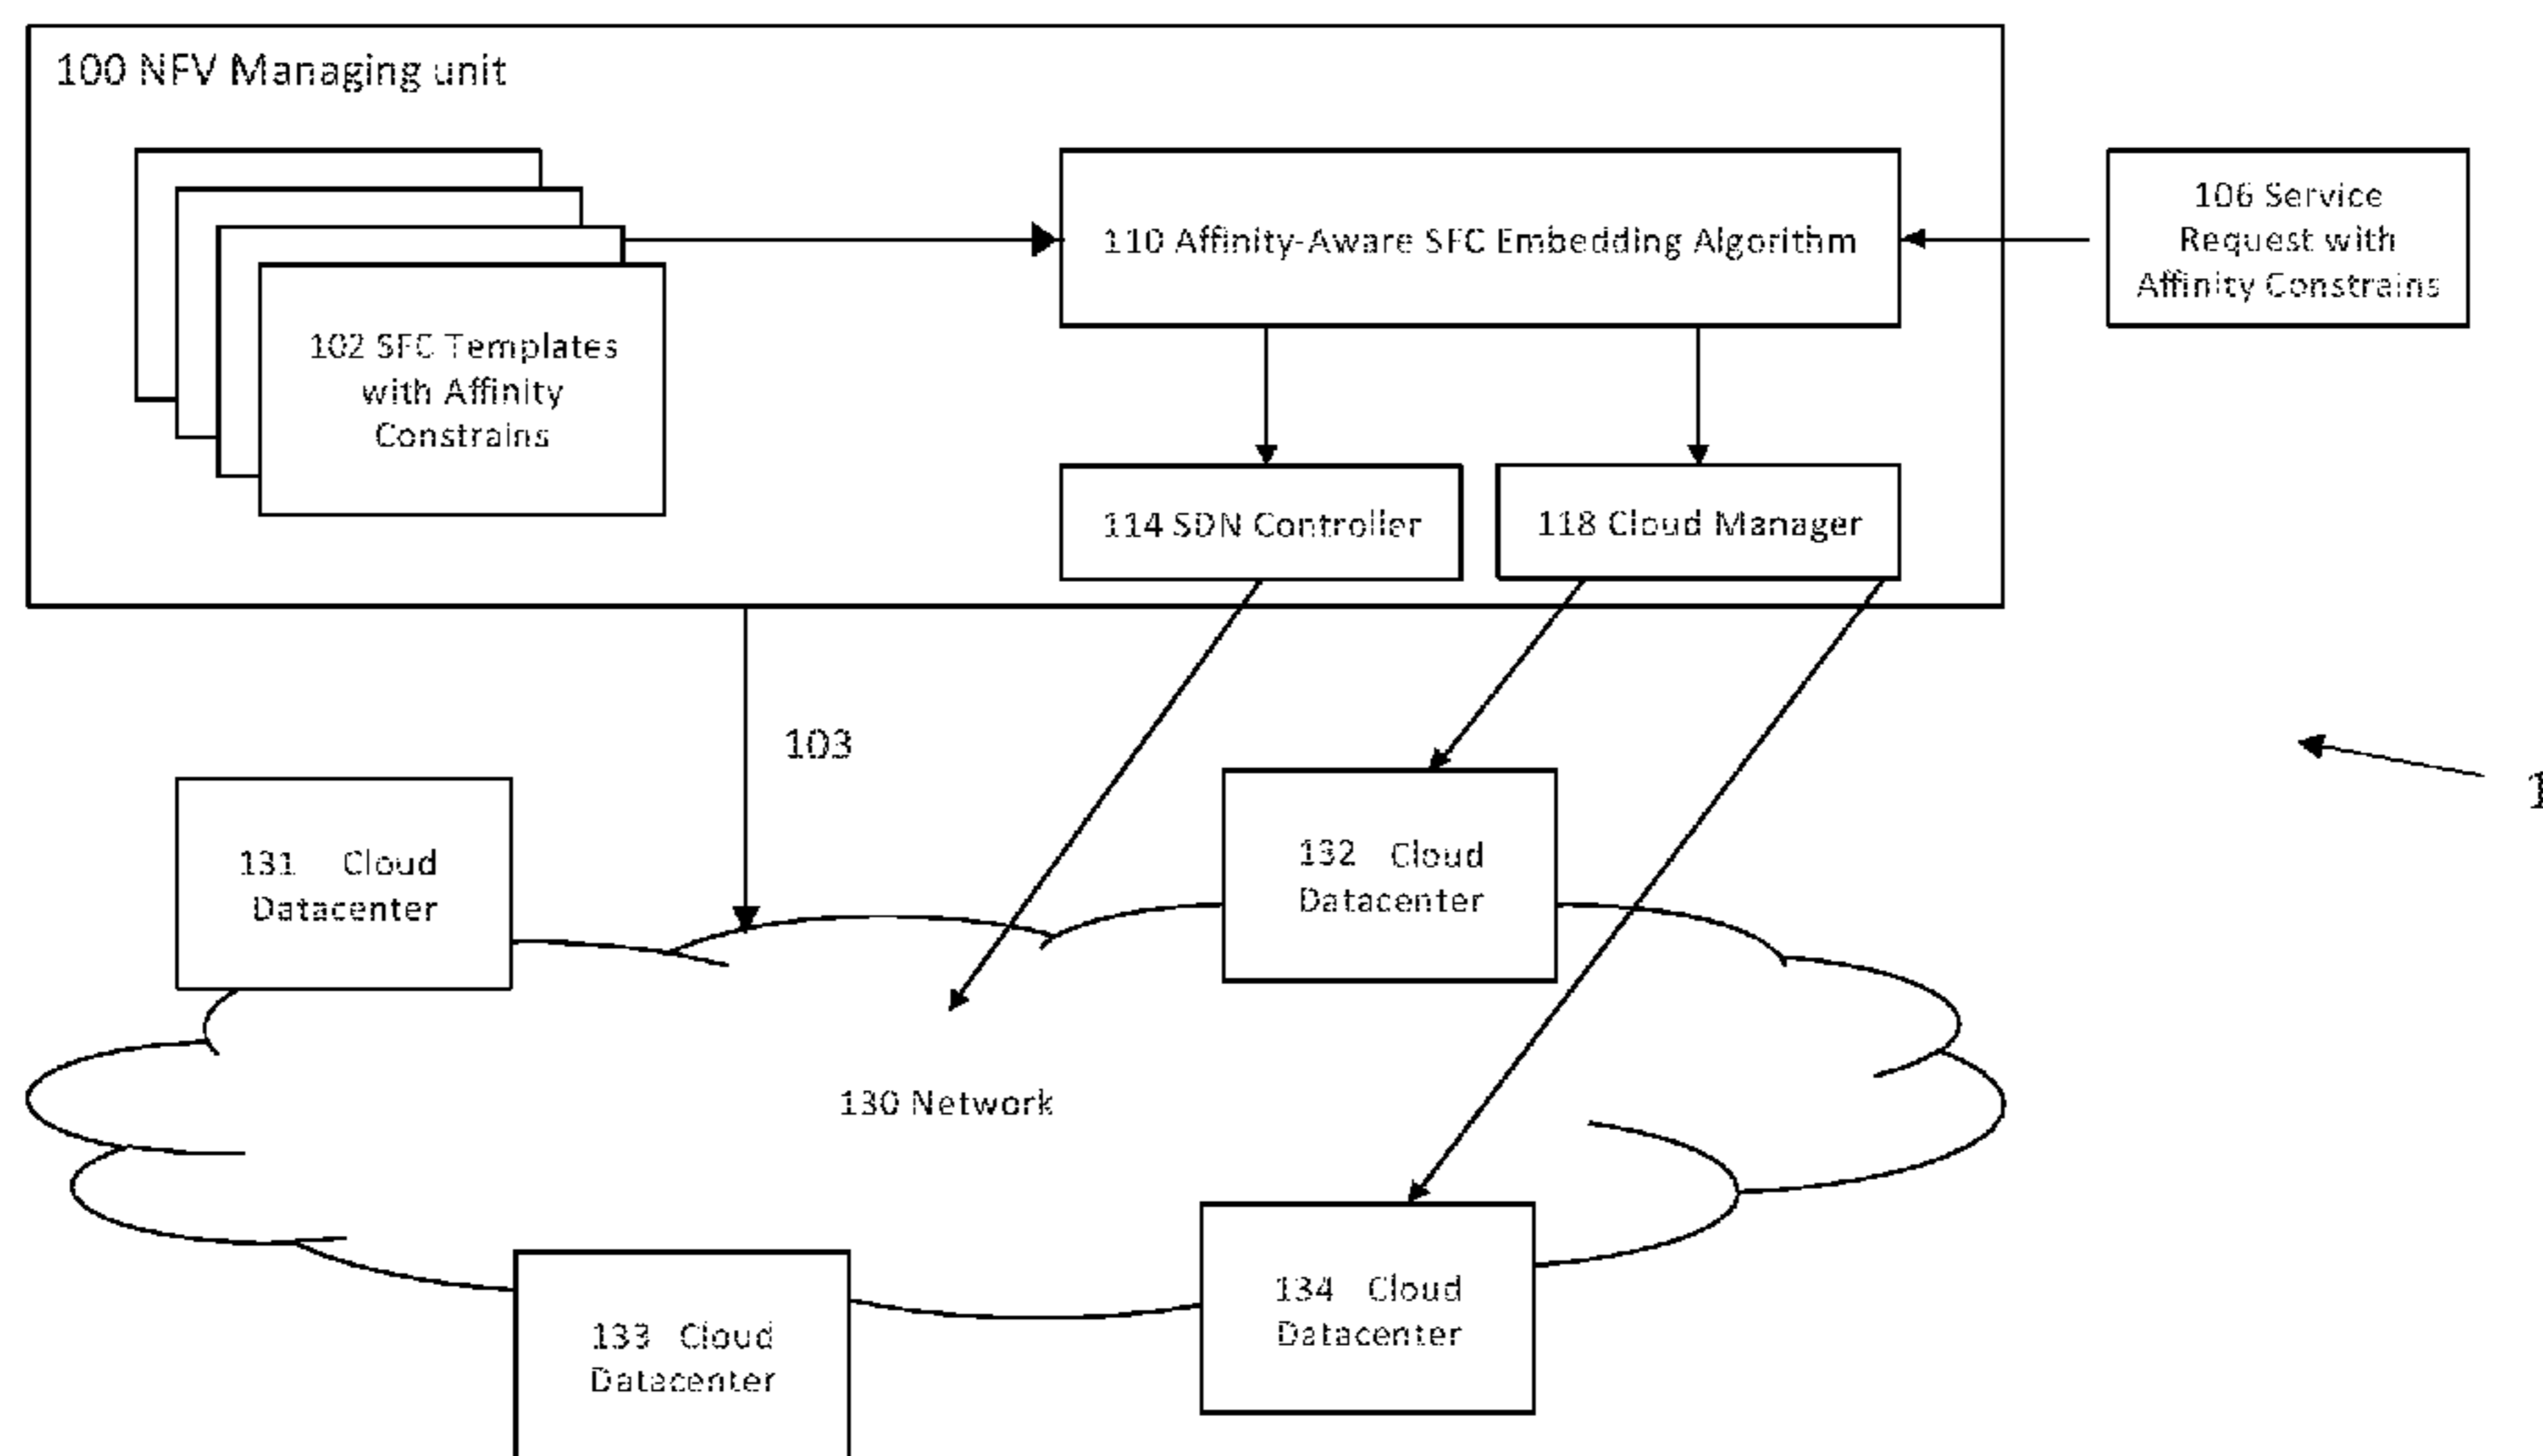 100 NFV Managing unit
110 Affinity-Aware SFC Embedding Algorithm
106 Service
Request with
Affinity Constrains
102 SFC Templates
with Affinity
Constrains
114 SDN Controller
118 Cloud Manager
103
1
131 Cloud
Datacenter
132 Cloud
Datacenter
130 Network
133 Cloud
Datacenter
134 Cloud
Datacenter